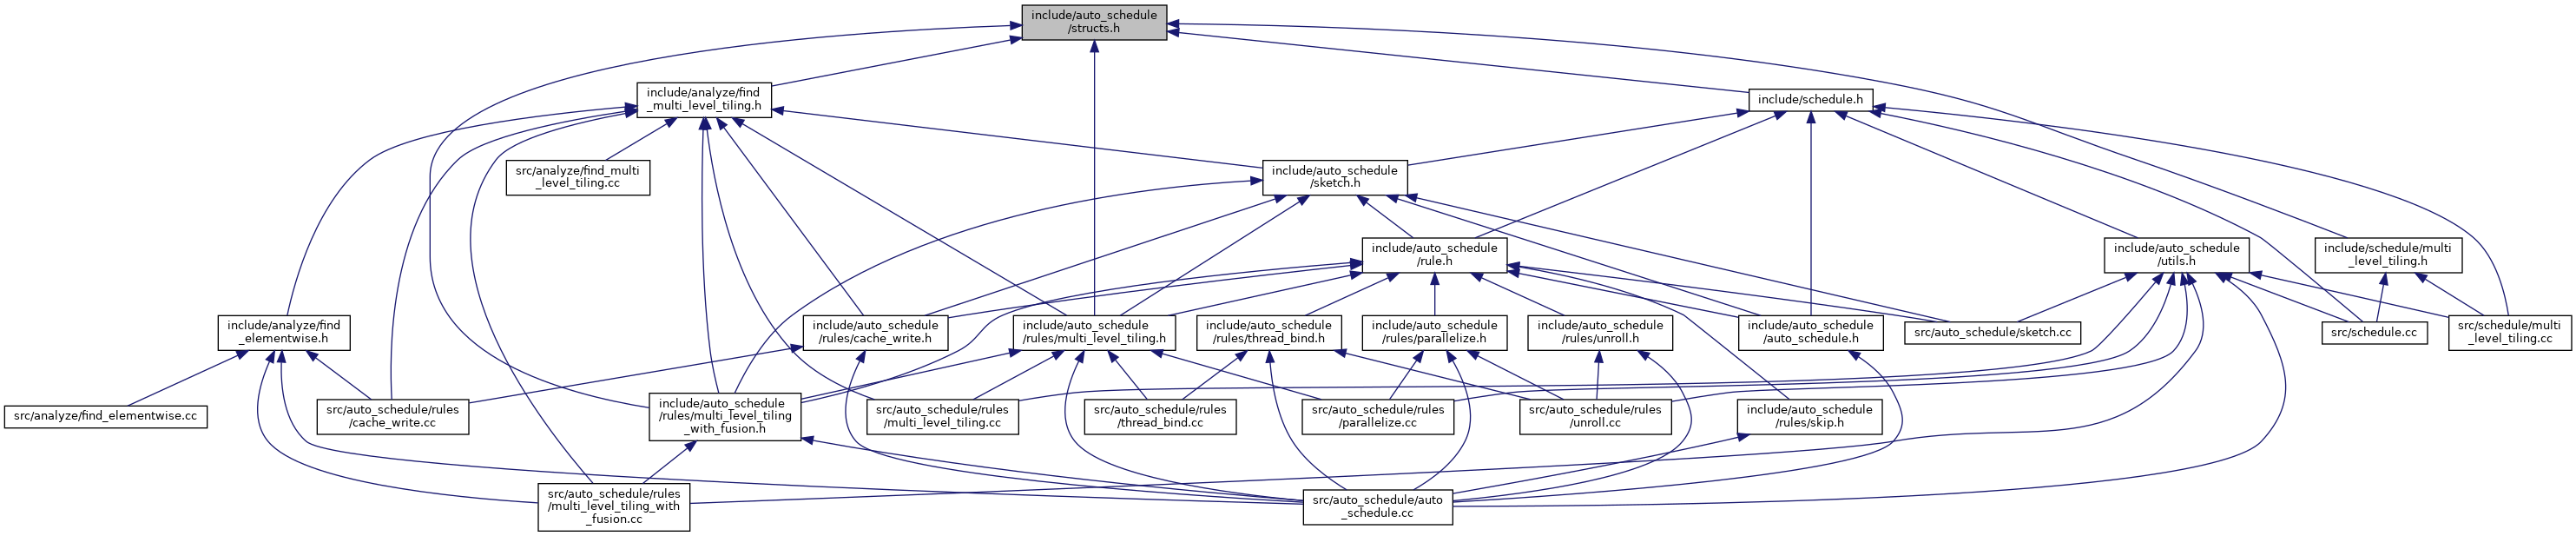 include/auto_schedule
/structs.h
include/analyze/find
_multi_level_tiling.h
include/schedule.h
src/analyze/find_multi
_level_tiling.cc
include/auto_schedule
/sketch.h
include/auto_schedule
/rule.h
include/auto_schedule
/utils.h
include/schedule/multi
_level_tiling.h
include/analyze/find
_elementwise.h
include/auto_schedule
/rules/cache_write.h
include/auto_schedule
/rules/multi_level_tiling.h
include/auto_schedule
/rules/thread_bind.h
include/auto_schedule
/rules/parallelize.h
include/auto_schedule
/rules/unroll.h
include/auto_schedule
/auto_schedule.h
src/auto_schedule/sketch.cc
src/schedule.cc
src/schedule/multi
_level_tiling.cc
src/analyze/find_elementwise.cc
src/auto_schedule/rules
/cache_write.cc
include/auto_schedule
/rules/multi_level_tiling
_with_fusion.h
src/auto_schedule/rules
/multi_level_tiling.cc
src/auto_schedule/rules
/thread_bind.cc
src/auto_schedule/rules
/parallelize.cc
src/auto_schedule/rules
/unroll.cc
include/auto_schedule
/rules/skip.h
src/auto_schedule/rules
/multi_level_tiling_with
_fusion.cc
src/auto_schedule/auto
_schedule.cc